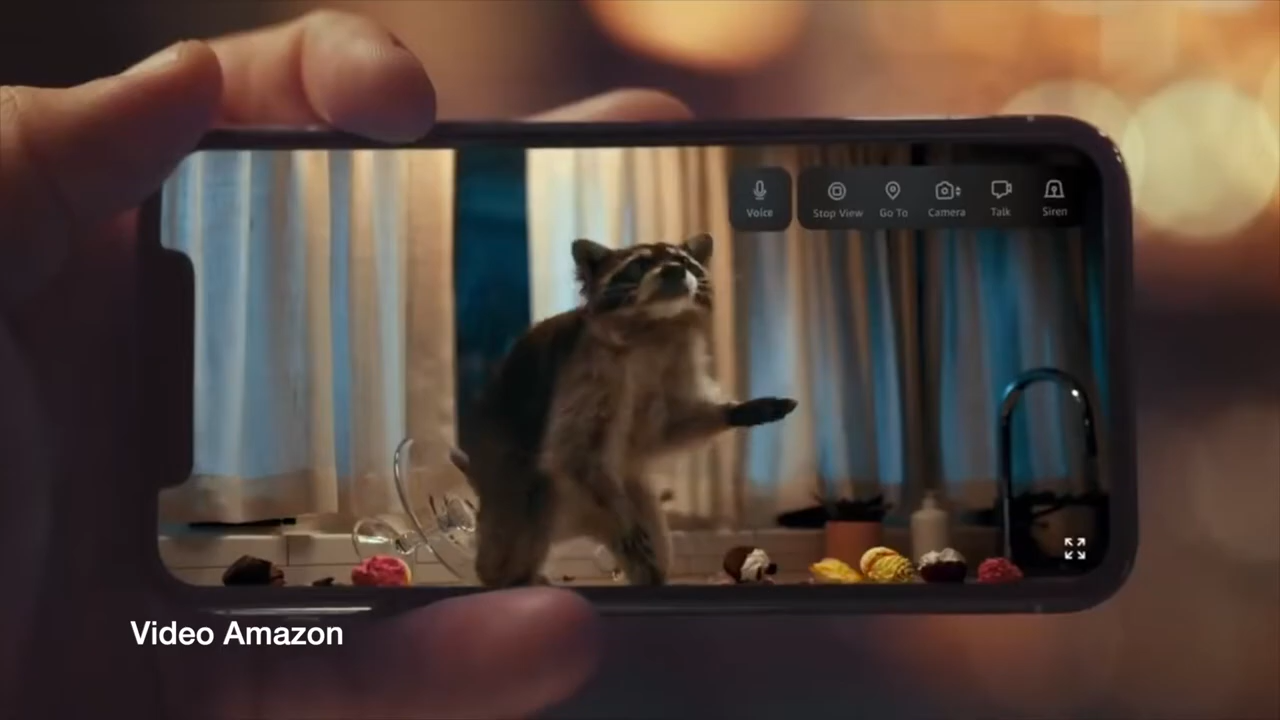 Voice
Stop View
Go To
Camera
Talk
Siren
Video Amazon